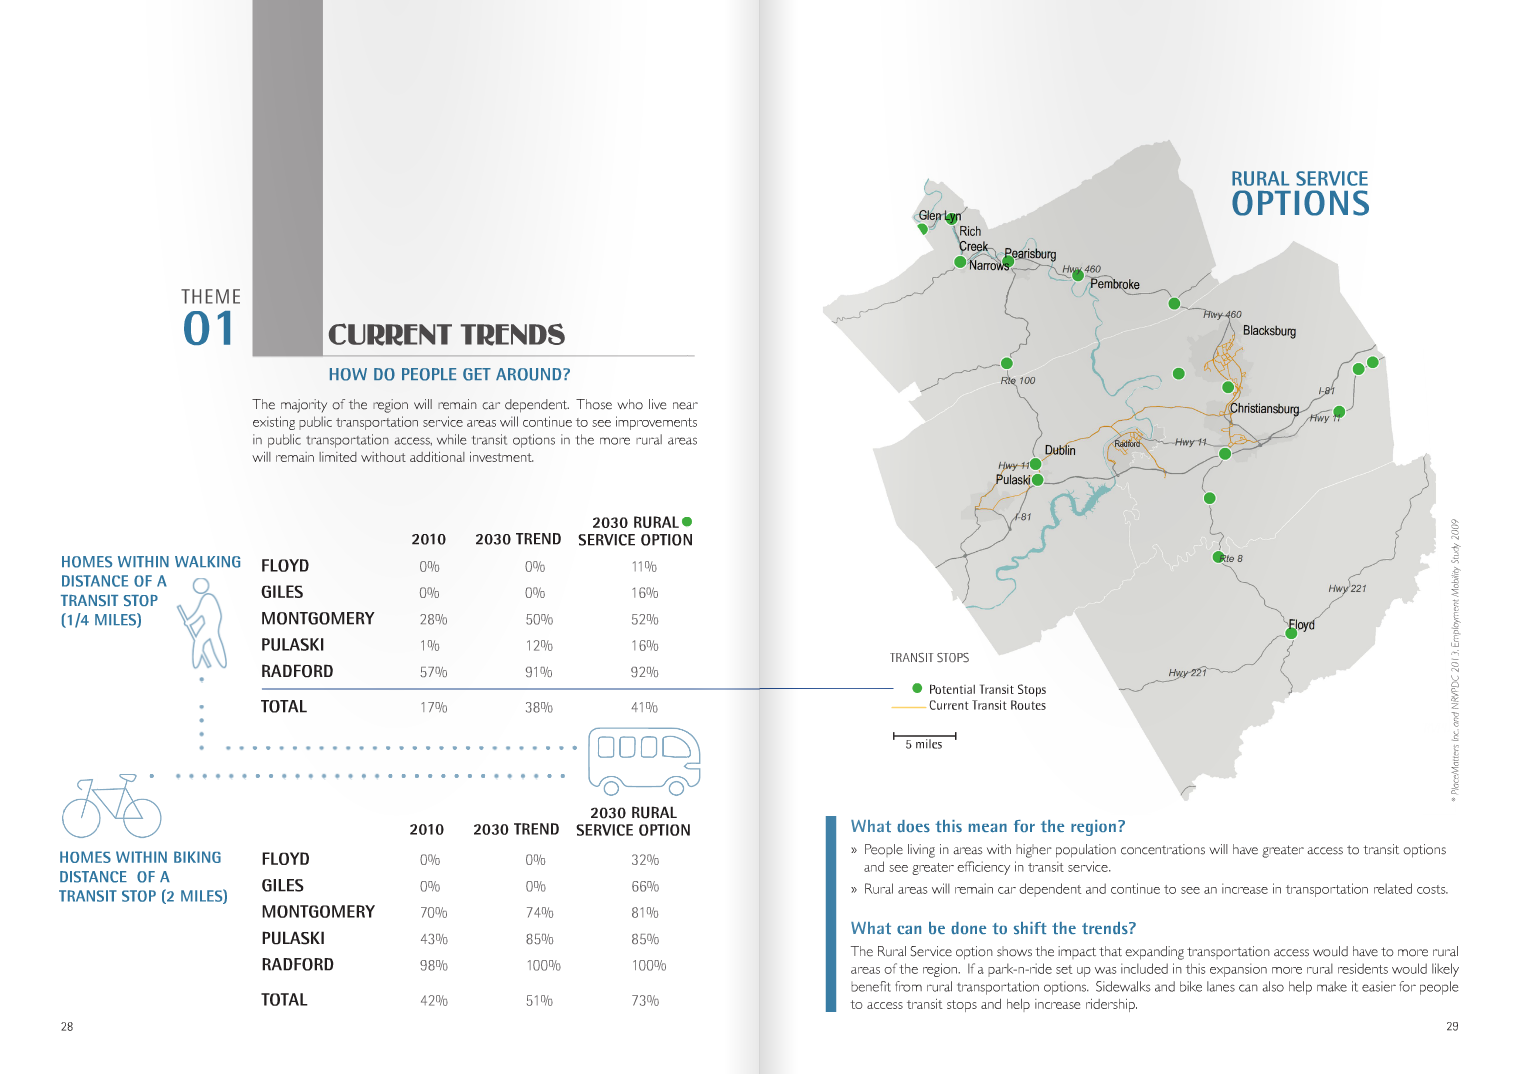 THEME
01
CURRENT TRENDS
HOW DO PEOPLE GET AROUND?
The majority of the region will remain car dependent. Those who live near
existing public transportation service areas will continue to see improvements
in public transportation access, while transit options in the more rural areas
will remain limited without additional investment.
HOMES WITHIN WALKING
DISTANCE OF A
TRANSIT STOP
(1/4 MILES)
2010 2030 TREND 2030 RURAL SERVICE OPTION
FLOYD 0% 0% 11%
GILES 0% 0% 16%
MONTGOMERY 28% 50% 52%
PULASKI 1% 12% 16%
RADFORD 57% 91% 92%
TOTAL 17% 38% 41%
HOMES WITHIN BIKING
DISTANCE OF A
TRANSIT STOP (2 MILES)
2010 2030 TREND 2030 RURAL SERVICE OPTION
FLOYD 0% 0% 32%
GILES 0% 0% 66%
MONTGOMERY 70% 74% 81%
PULASKI 43% 85% 85%
RADFORD 98% 100% 100%
TOTAL 42% 51% 73%
28
RURAL SERVICE
OPTIONS
Glen Lyn
Rich
Creek
Narrows
Pearisburg
Hwy 460
Pembroke
Hwy 460
Blacksburg
Rte 100
I-81
Christiansburg
Hwy 11
Radford
Hwy 11
Dublin
Hwy 11
Pulaski
I-81
Rte 8
Hwy 221
Floyd
Hwy 221
TRANSIT STOPS
Potential Transit Stops
Current Transit Routes
5 miles
* PlaceMatters Inc. and NRVPDC 2013. Employment Mobility Study 2009
What does this mean for the region?
» People living in areas with higher population concentrations will have greater access to transit options
and see greater efficiency in transit service.
» Rural areas will remain car dependent and continue to see an increase in transportation related costs.
What can be done to shift the trends?
The Rural Service option shows the impact that expanding transportation access would have to more rural
areas of the region. If a park-n-ride set up was included in this expansion more rural residents would likely
benefit from rural transportation options. Sidewalks and bike lanes can also help make it easier for people
to access transit stops and help increase ridership.
29